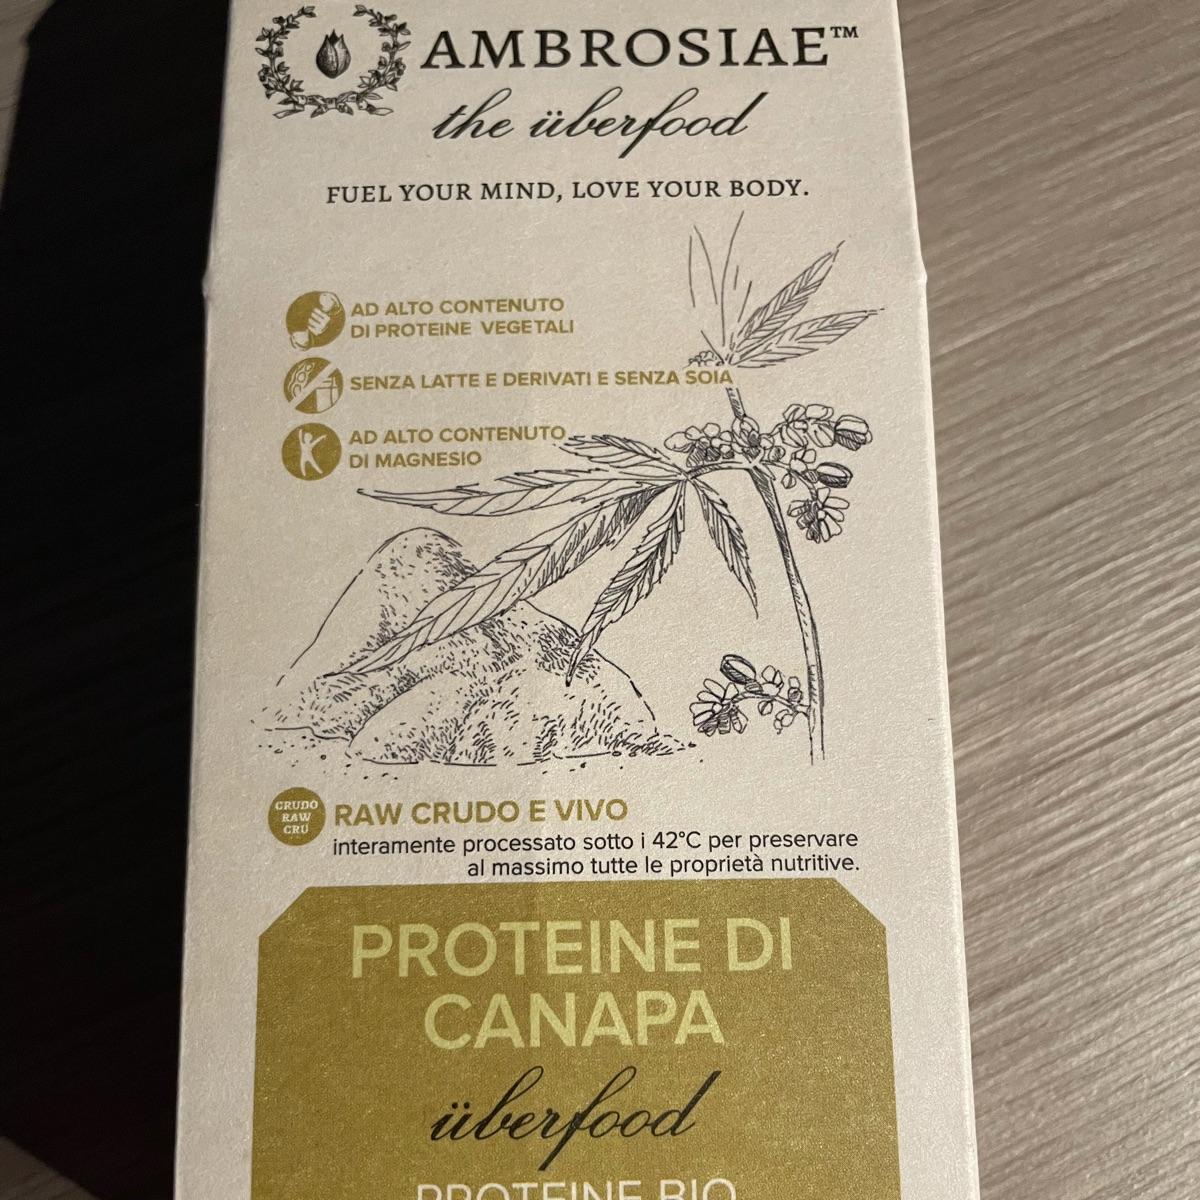 AMBROSIAE™
the überfood
FUEL YOUR MIND, LOVE YOUR BODY.
AD ALTO CONTENUTO
DI PROTEINE VEGETALI
SENZA LATTE E DERIVATI E SENZA SOIA
AD ALTO CONTENUTO
DI MAGNESIO
CRUDO
RAW
CRU
RAW CRUDO E VIVO
interamente processato sotto i 42°C per preservare
al massimo tutte le proprietà nutritive.
PROTEINE DI
CANAPA
überfood
PROTEINE BIO